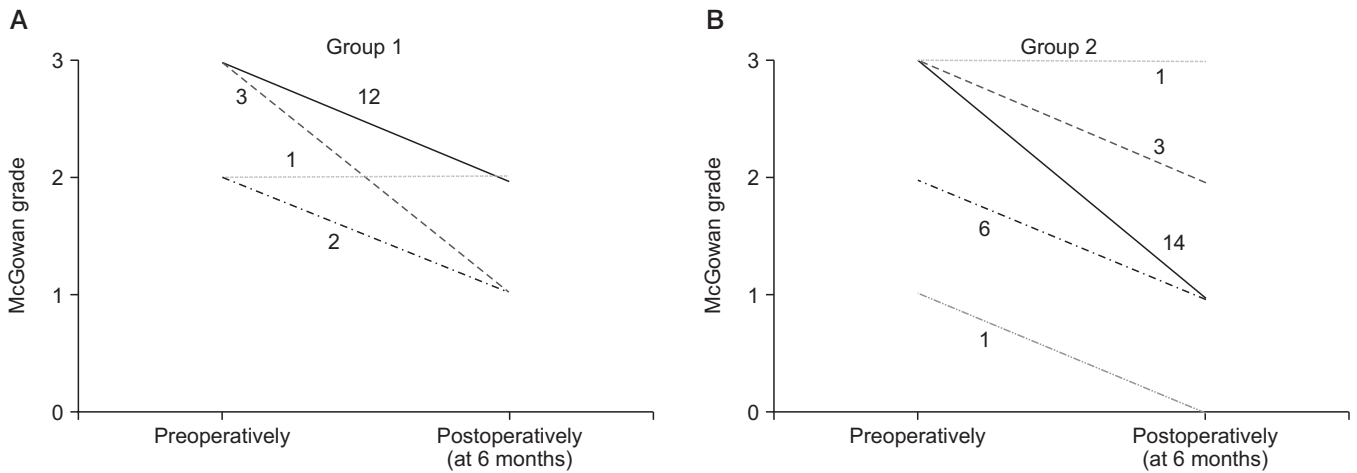 A
Group 1
3
2
1
0
McGowan grade
3
12
1
2
Preoperatively
Postoperatively
(at 6 months)
B
Group 2
3
2
1
0
McGowan grade
1
3
6
14
1
Preoperatively
Postoperatively
(at 6 months)